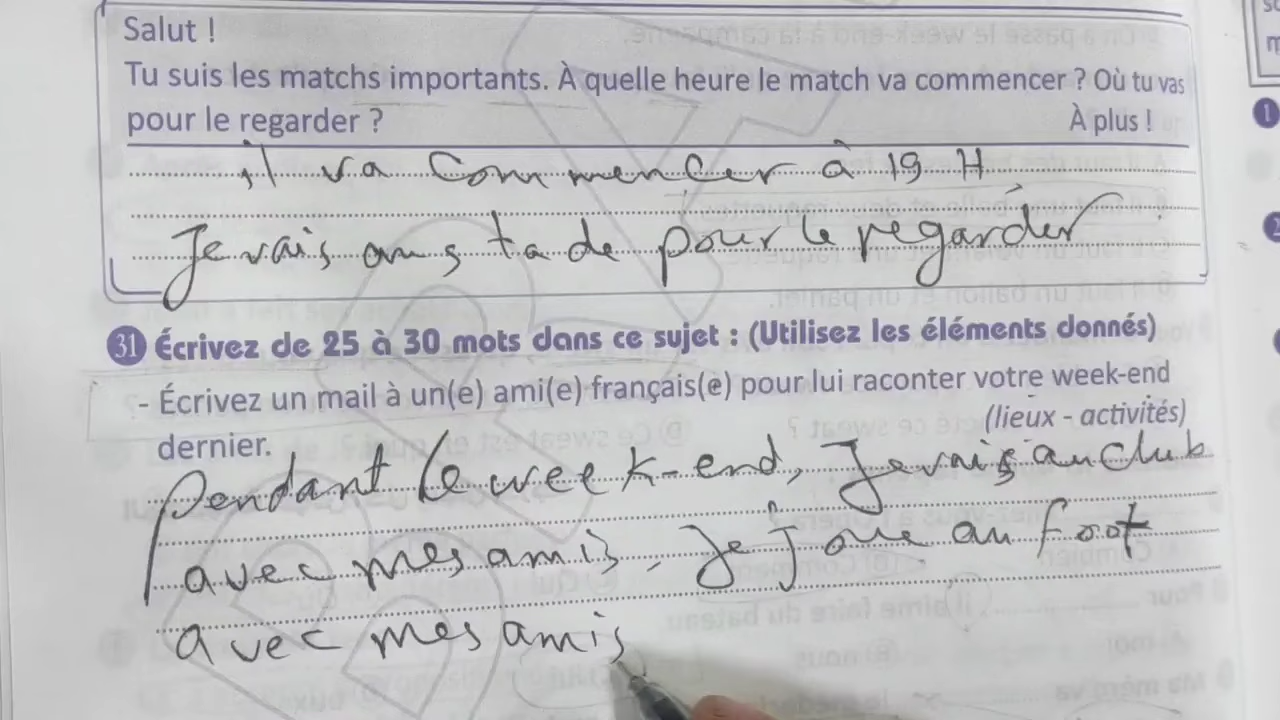 Salut !
Tu suis les matchs importants. À quelle heure le match va commencer ? Où tu vas
pour le regarder ?
À plus !
il va commencer à 19 H
Je vais au stade pour le regarder
31 Écrivez de 25 à 30 mots dans ce sujet : (Utilisez les éléments donnés)
- Écrivez un mail à un(e) ami(e) français(e) pour lui raconter votre week-end
dernier.
(lieux - activités)
Pendant le week-end, Je vais au club
avec mes amis, Je joue au foot
avec mes amis